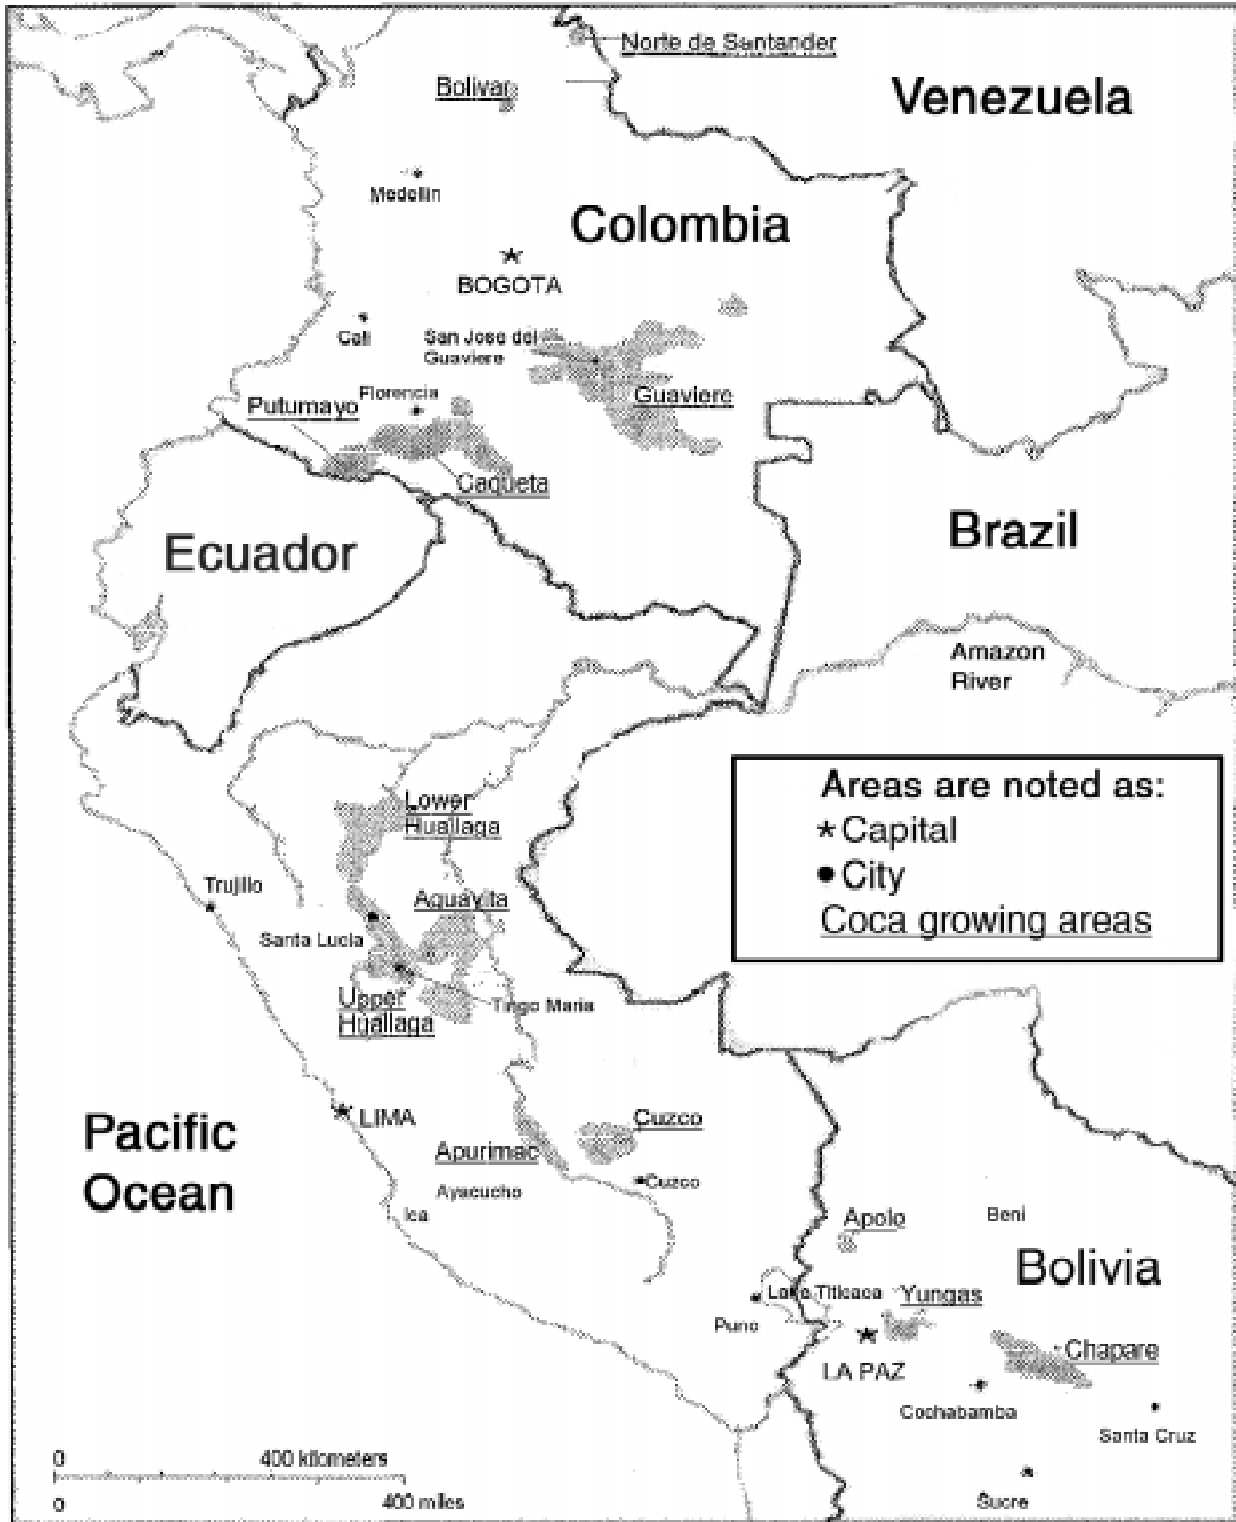 Norte de Santander
Bolivar
Venezuela
Medellin
Colombia
BOGOTA
Cali
San Jose del
Guaviere
Florencia
Putumayo
Guaviere
Caqueta
Ecuador
Brazil
Amazon
River
Lower
Huallaga
Trujillo
Aguayita
Santa Lucia
Upper
Huallaga
Tingo Maria
Areas are noted as:
Capital
City
Coca growing areas
LIMA
Pacific
Ocean
Apurimac
Ayacucho
Ica
Cuzco
Cuzco
Apolo
Beni
Bolivia
Lake Titicaca
Yungas
Puno
LA PAZ
Chapare
Cochabamba
Santa Cruz
Sucre
0 400 kilometers
0 400 miles